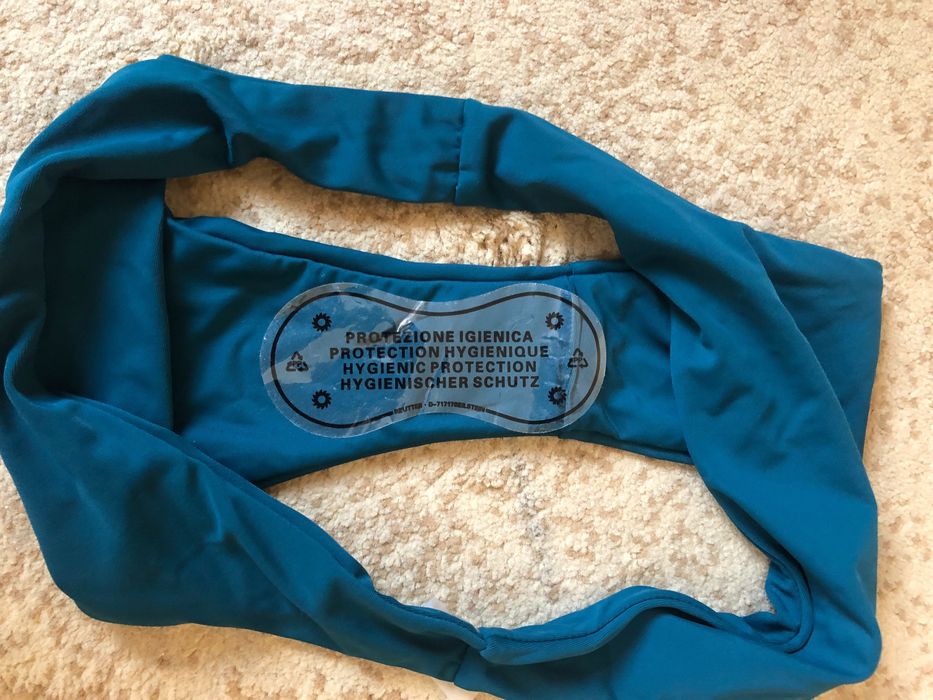 PROTEZIONE IGIENICA
PROTECTION HYGIENIQUE
HYGIENIC PROTECTION
HYGIENISCHER SCHUTZ